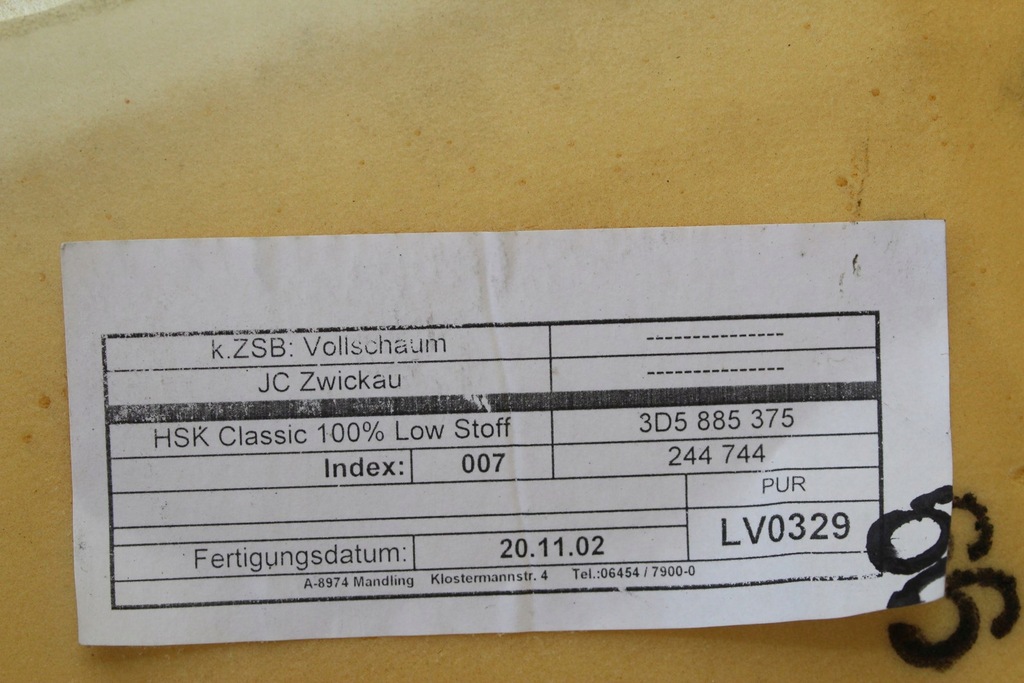 k.ZSB: Vollschaum ---------------
JC Zwickau ---------------
HSK Classic 100% Low Stoff 3D5 885 375
Index: 007 244 744
PUR
LV0329
Fertigungsdatum: 20.11.02
A-8974 Mandling Klostermannstr. 4 Tel.:06454 / 7900-0